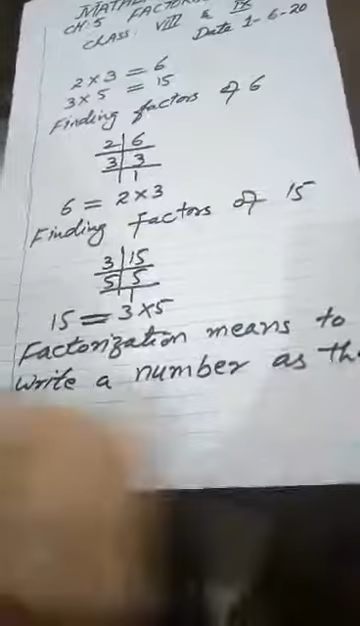 CH:5 FACTOR
CLASS: VIII & IX
Date 1-6-20
2 × 3 = 6
3 × 5 = 15
Finding factors of 6
2 | 6
3 | 3
1
6 = 2 × 3
Finding Factors of 15
3 | 15
5 | 5
1
15 = 3 × 5
Factorization means to
write a number as